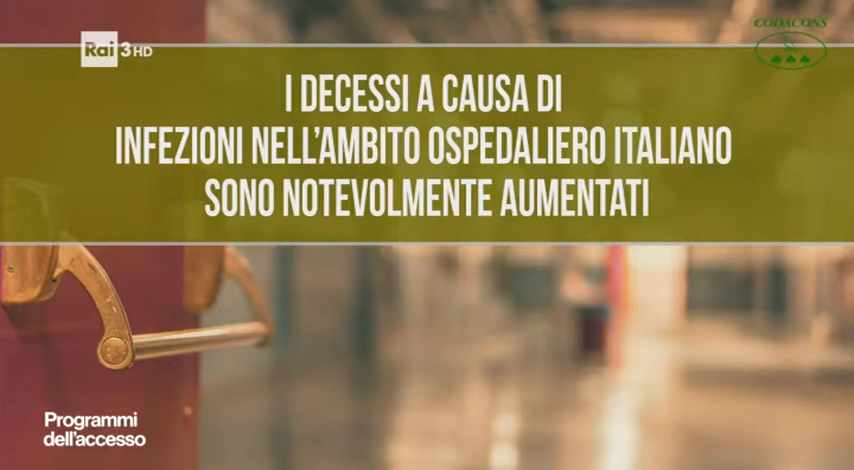 CODACONS
Rai 3 HD
I DECESSI A CAUSA DI
INFEZIONI NELL'AMBITO OSPEDALIERO ITALIANO
SONO NOTEVOLMENTE AUMENTATI
Programmi
dell'accesso